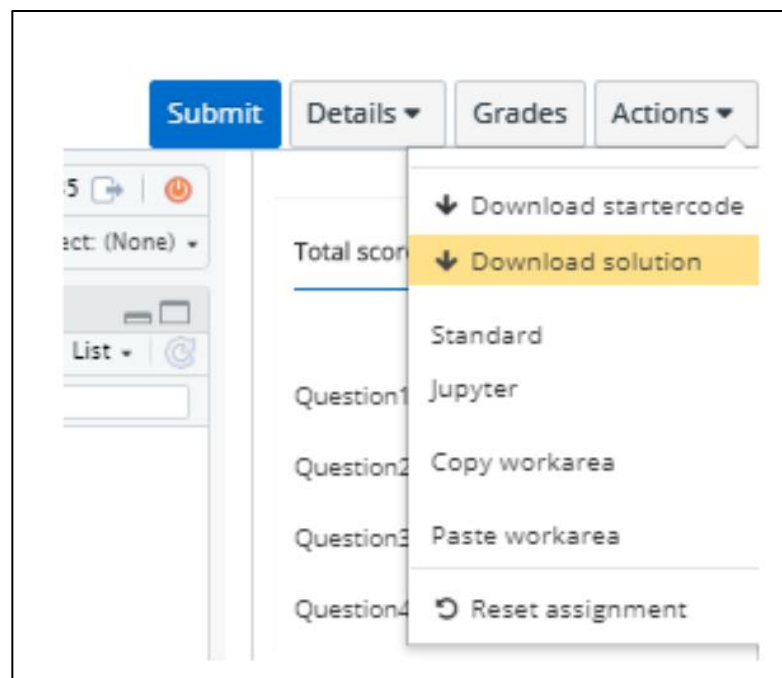 Submit Details Grades Actions
5
ect: (None)
Download startercode
Total scor
Download solution
Standard
List
Jupyter
Question1
Copy workarea
Question2
Question3
Paste workarea
Question4
Reset assignment